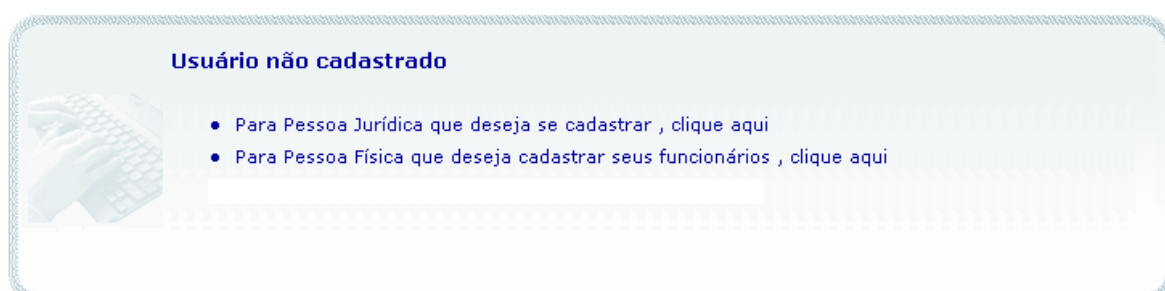 Usuário não cadastrado
• Para Pessoa Jurídica que deseja se cadastrar , clique aqui
• Para Pessoa Física que deseja cadastrar seus funcionários , clique aqui